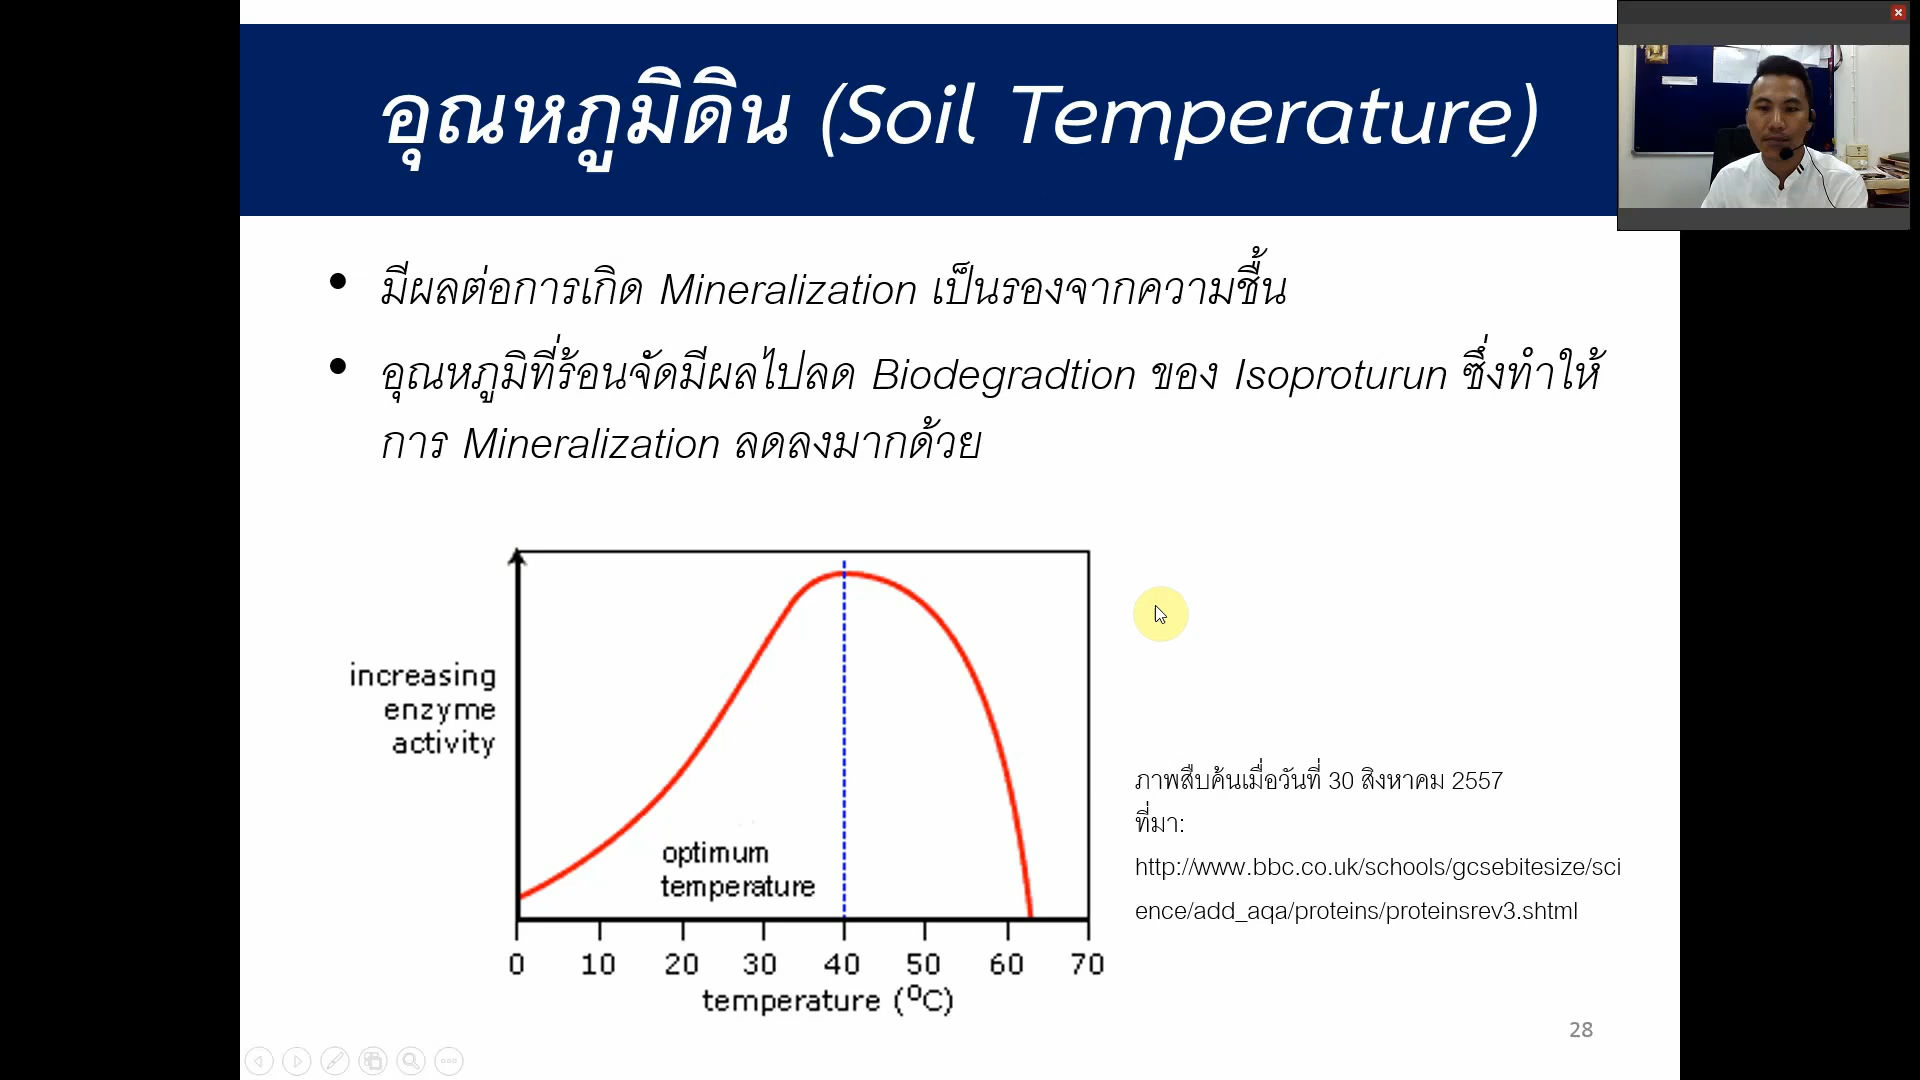 อุณหภูมิดิน (Soil Temperature)
• มีผลต่อการเกิด Mineralization เป็นรองจากความชื้น
• อุณหภูมิที่ร้อนจัดมีผลไปลด Biodegradtion ของ Isoproturun ซึ่งทำให้
การ Mineralization ลดลงมากด้วย
increasing
enzyme
activity
optimum
temperature
0 10 20 30 40 50 60 70
temperature (⁰C)
ภาพสืบค้นเมื่อวันที่ 30 สิงหาคม 2557
ที่มา:
http://www.bbc.co.uk/schools/gcsebitesize/sci
ence/add_aqa/proteins/proteinsrev3.shtml
28